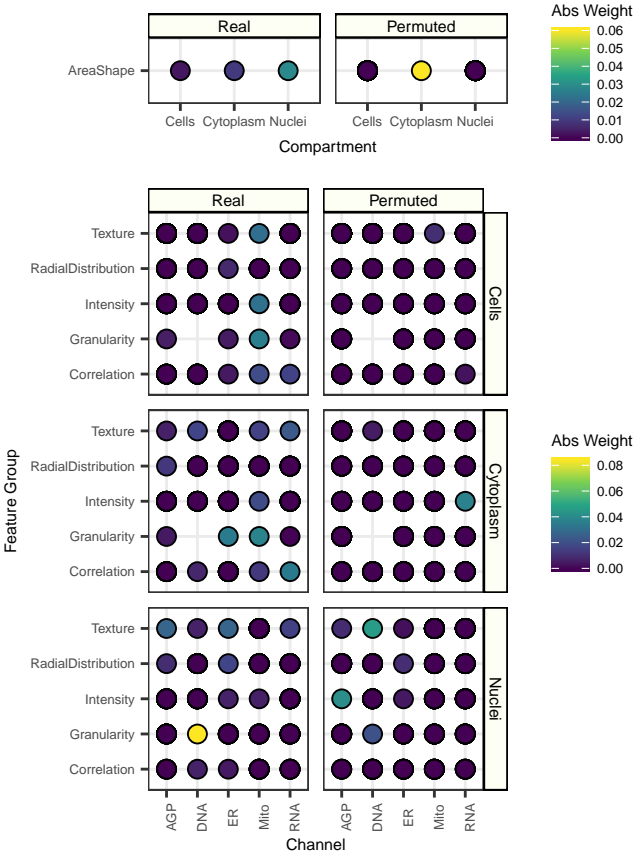 Real Permuted
AreaShape
Cells Cytoplasm Nuclei Cells Cytoplasm Nuclei
Compartment
Abs Weight
0.06
0.05
0.04
0.03
0.02
0.01
0.00
Real Permuted
Texture
RadialDistribution
Intensity
Granularity
Correlation
Cells
Texture
RadialDistribution
Intensity
Granularity
Correlation
Cytoplasm
Texture
RadialDistribution
Intensity
Granularity
Correlation
Nuclei
Feature Group
AGP DNA ER Mito RNA AGP DNA ER Mito RNA
Channel
Abs Weight
0.08
0.06
0.04
0.02
0.00